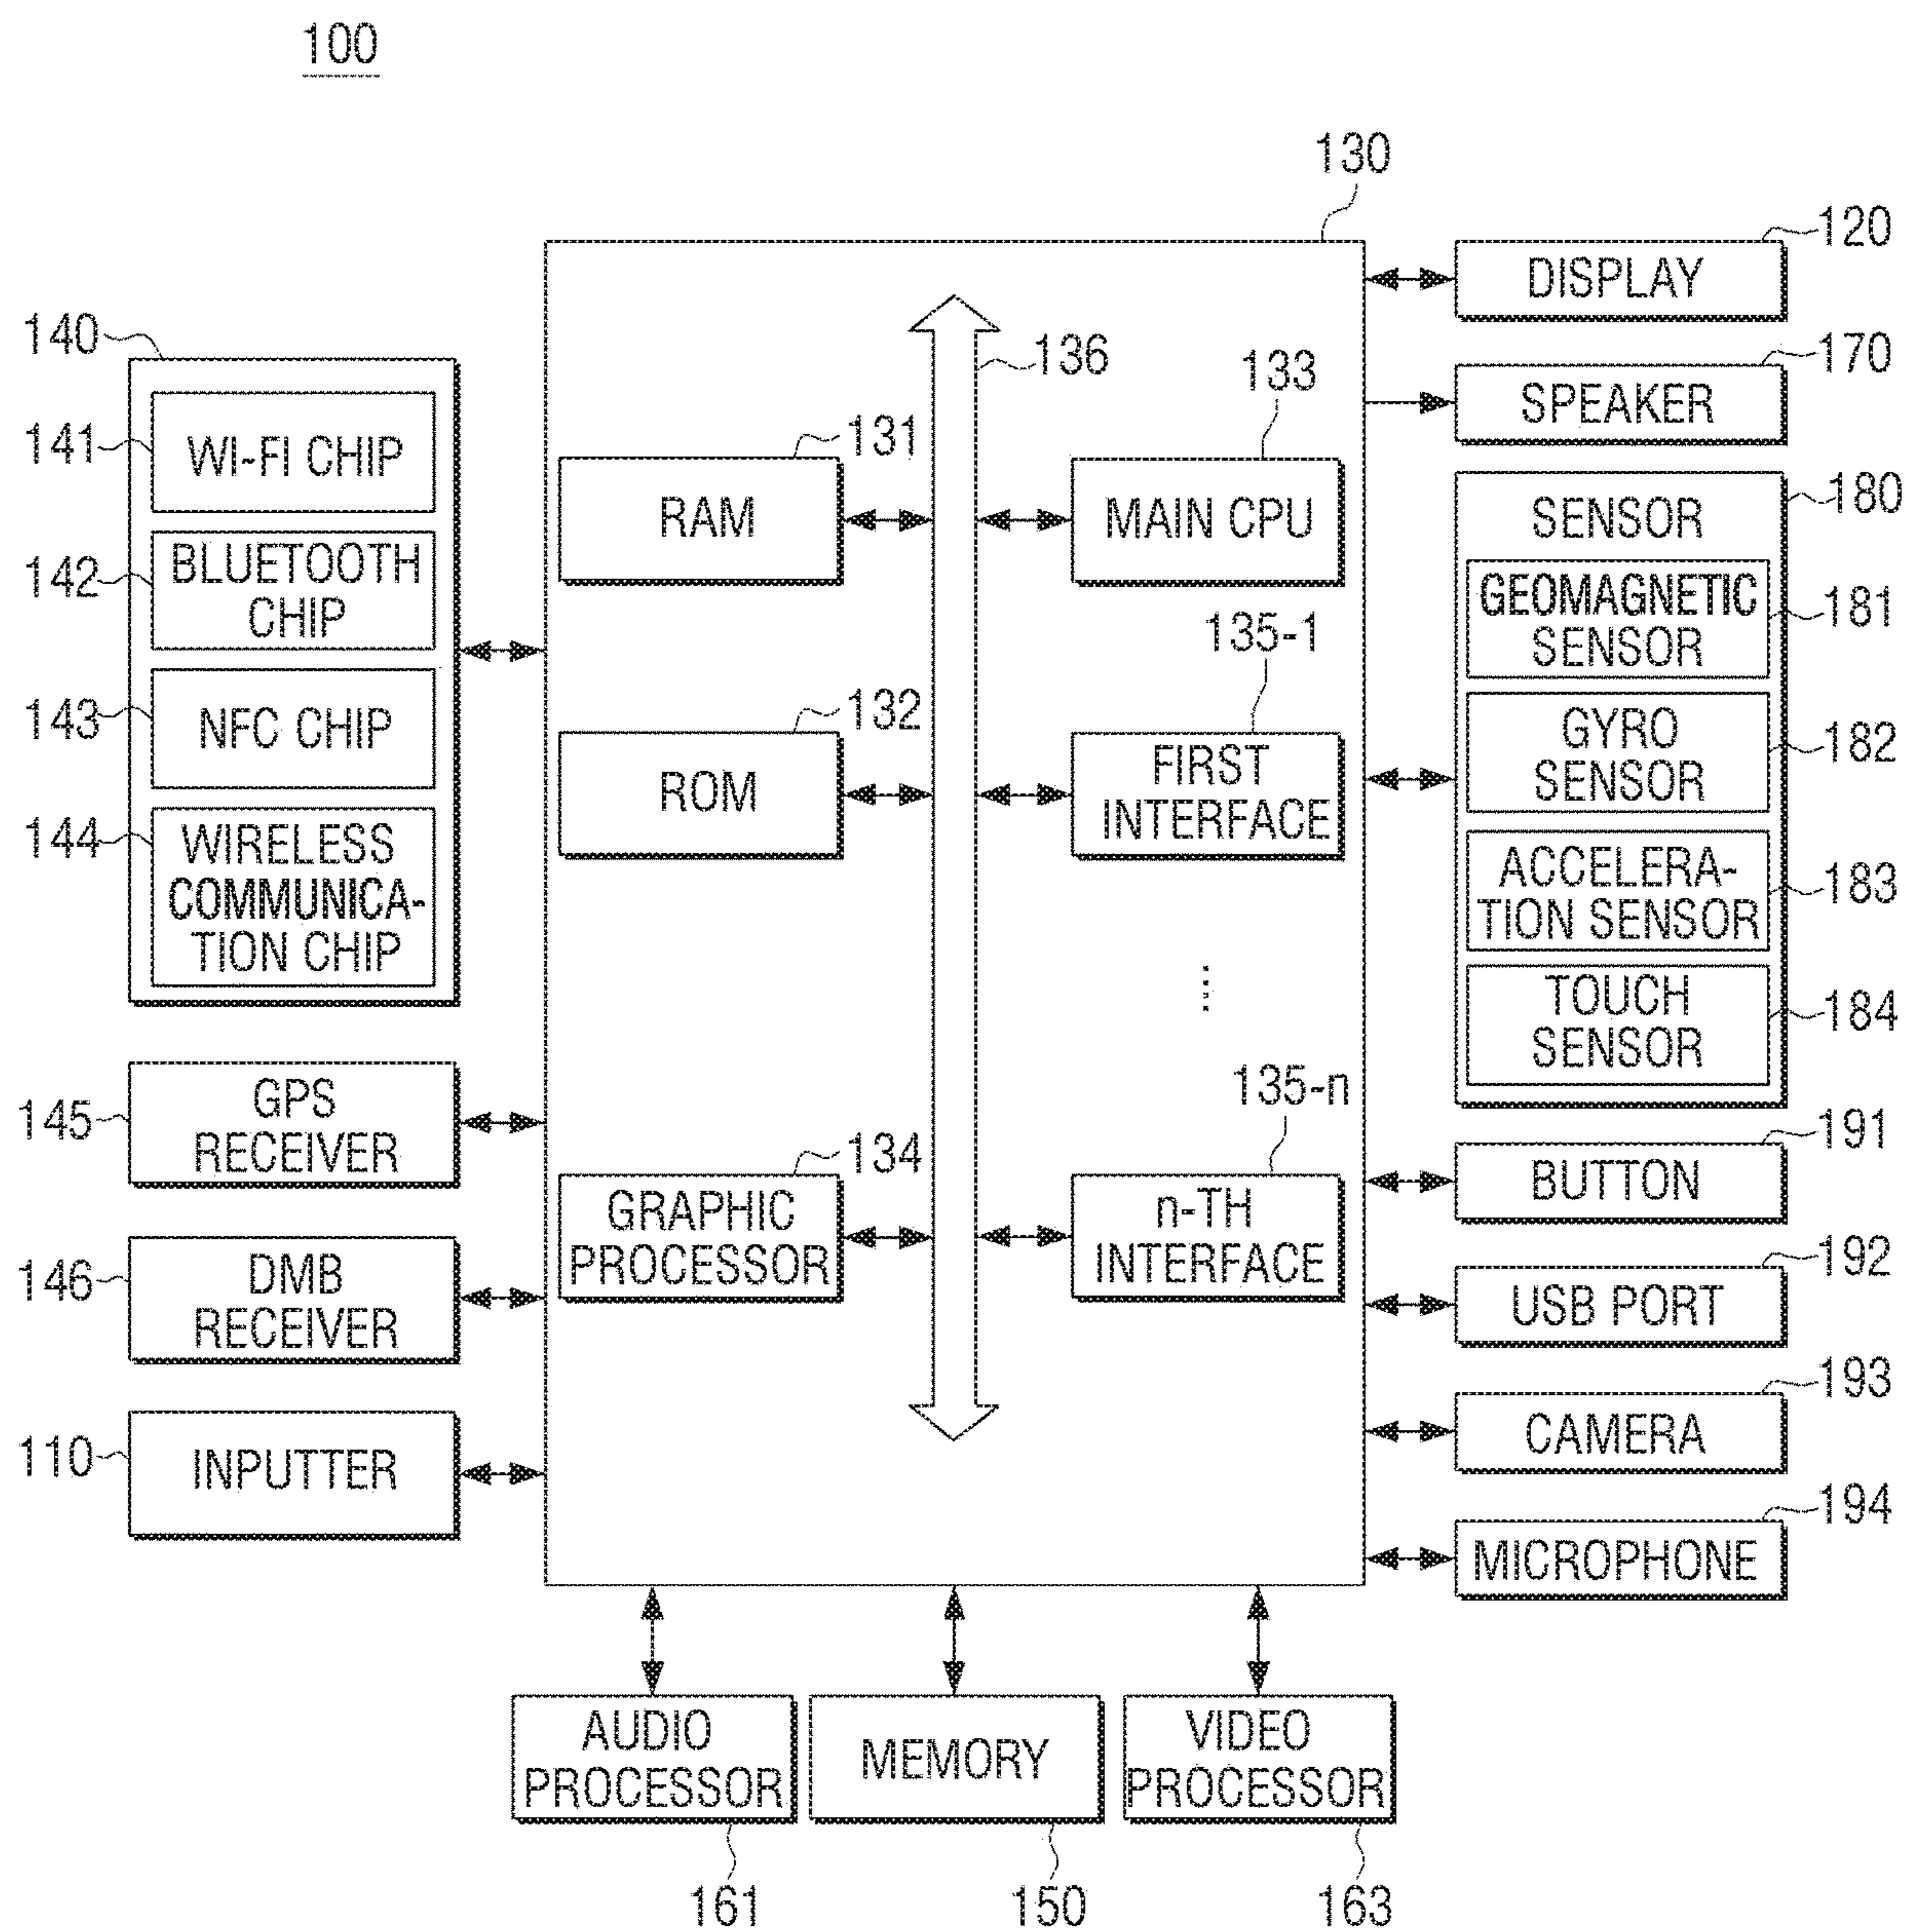 100
130
120
DISPLAY
170
SPEAKER
140
141
WI-FI CHIP
142
BLUETOOTH
CHIP
143
NFC CHIP
144
WIRELESS
COMMUNICA-
TION CHIP
136
131
RAM
133
MAIN CPU
132
ROM
135-1
FIRST
INTERFACE
⋮
134
GRAPHIC
PROCESSOR
135-n
n-TH
INTERFACE
180
SENSOR
181
GEOMAGNETIC
SENSOR
182
GYRO
SENSOR
183
ACCELERA-
TION SENSOR
184
TOUCH
SENSOR
145
GPS
RECEIVER
146
DMB
RECEIVER
110
INPUTTER
191
BUTTON
192
USB PORT
193
CAMERA
194
MICROPHONE
AUDIO
PROCESSOR
161
MEMORY
150
VIDEO
PROCESSOR
163